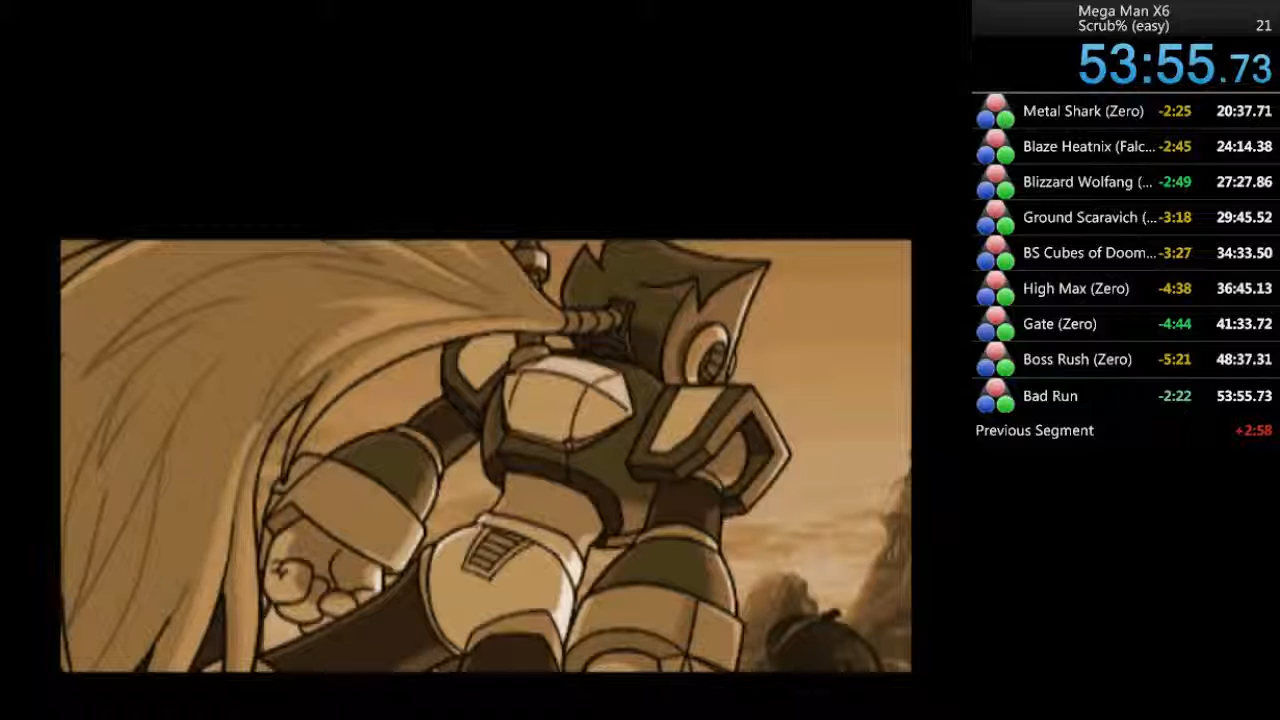 Mega Man X6
Scrub% (easy) 21
53:55.73
Metal Shark (Zero) -2:25 20:37.71
Blaze Heatnix (Falc... -2:45 24:14.38
Blizzard Wolfang (... -2:49 27:27.86
Ground Scaravich (... -3:18 29:45.52
BS Cubes of Doom... -3:27 34:33.50
High Max (Zero) -4:38 36:45.13
Gate (Zero) -4:44 41:33.72
Boss Rush (Zero) -5:21 48:37.31
Bad Run -2:22 53:55.73
Previous Segment +2:58